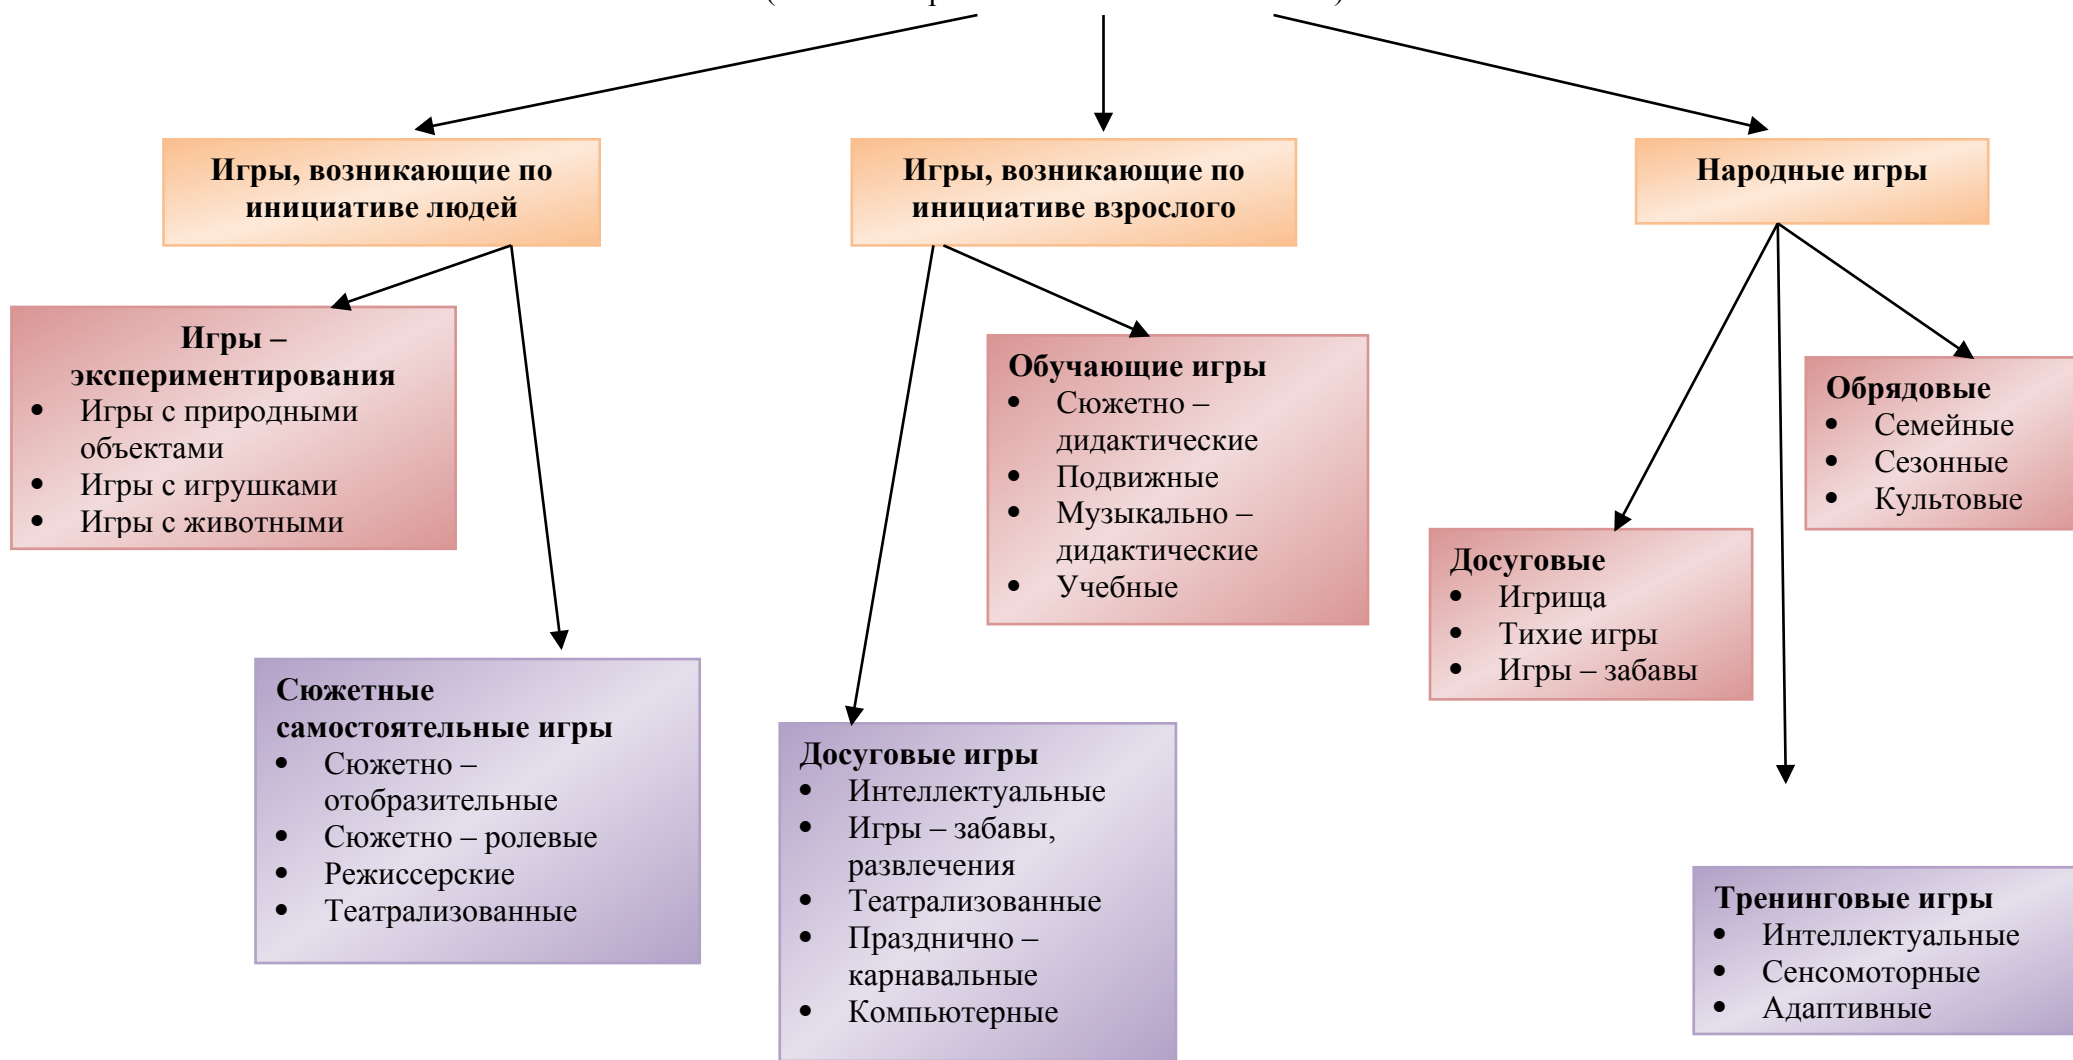 Игры, возникающие по
инициативе людей
Игры, возникающие по
инициативе взрослого
Народные игры
Игры –
экспериментирования
• Игры с природными
объектами
• Игры с игрушками
• Игры с животными
Обучающие игры
• Сюжетно –
дидактические
• Подвижные
• Музыкально –
дидактические
• Учебные
Обрядовые
• Семейные
• Сезонные
• Культовые
Досуговые
• Игрища
• Тихие игры
• Игры – забавы
Сюжетные
самостоятельные игры
• Сюжетно –
отобразительные
• Сюжетно – ролевые
• Режиссерские
• Театрализованные
Досуговые игры
• Интеллектуальные
• Игры – забавы,
развлечения
• Театрализованные
• Празднично –
карнавальные
• Компьютерные
Тренинговые игры
• Интеллектуальные
• Сенсомоторные
• Адаптивные